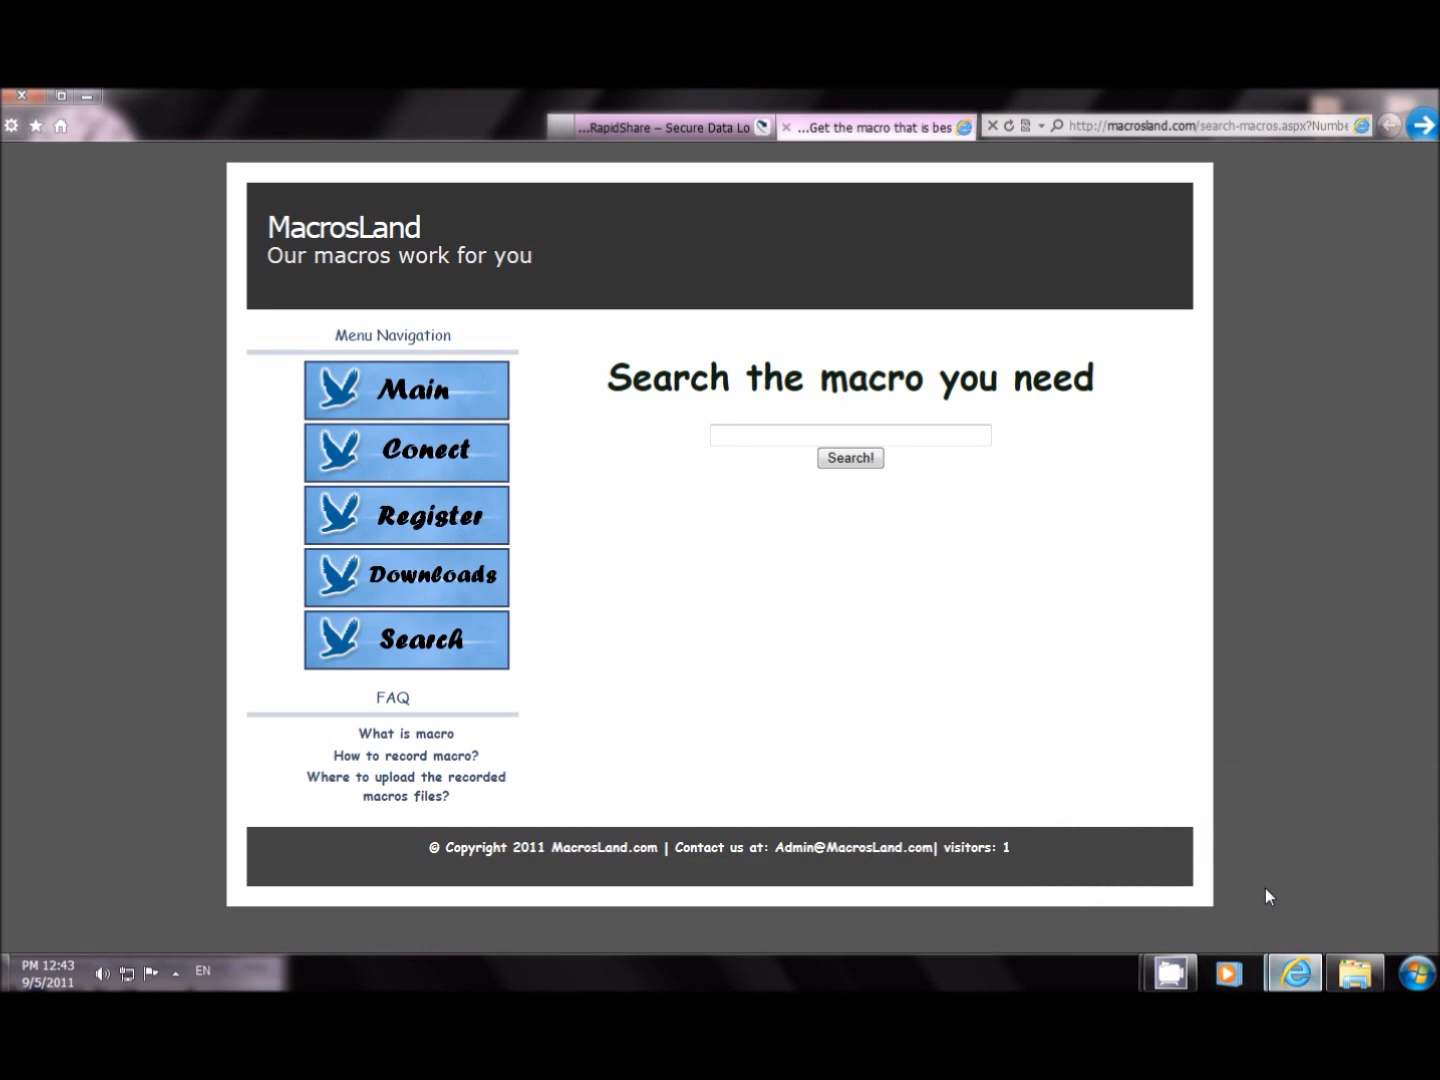 ...RapidShare – Secure Data Lo
...Get the macro that is bes
http://macrosland.com/search-macros.aspx?Numbe
MacrosLand
Our macros work for you
Menu Navigation
Main
Conect
Register
Downloads
Search
FAQ
What is macro
How to record macro?
Where to upload the recorded
macros files?
Search the macro you need
Search!
© Copyright 2011 MacrosLand.com | Contact us at: Admin@MacrosLand.com| visitors: 1
PM 12:43
9/5/2011
EN